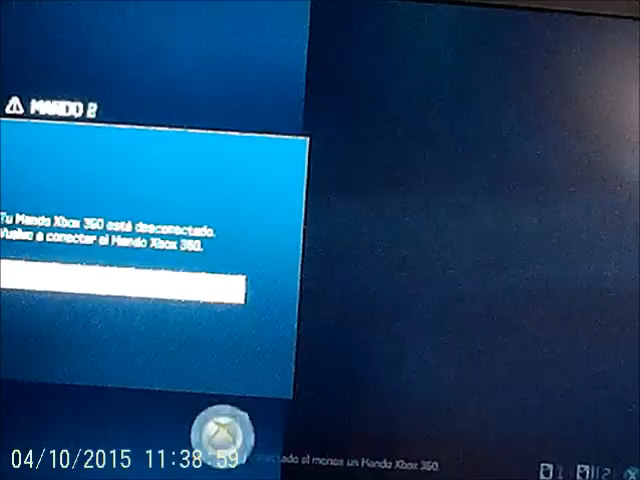 MANDO 2
Tu Mando Xbox 360 está desconectado.
Vuelve a conectar el Mando Xbox 360.
04/10/2015 11:38:59
al menos un Mando Xbox 360